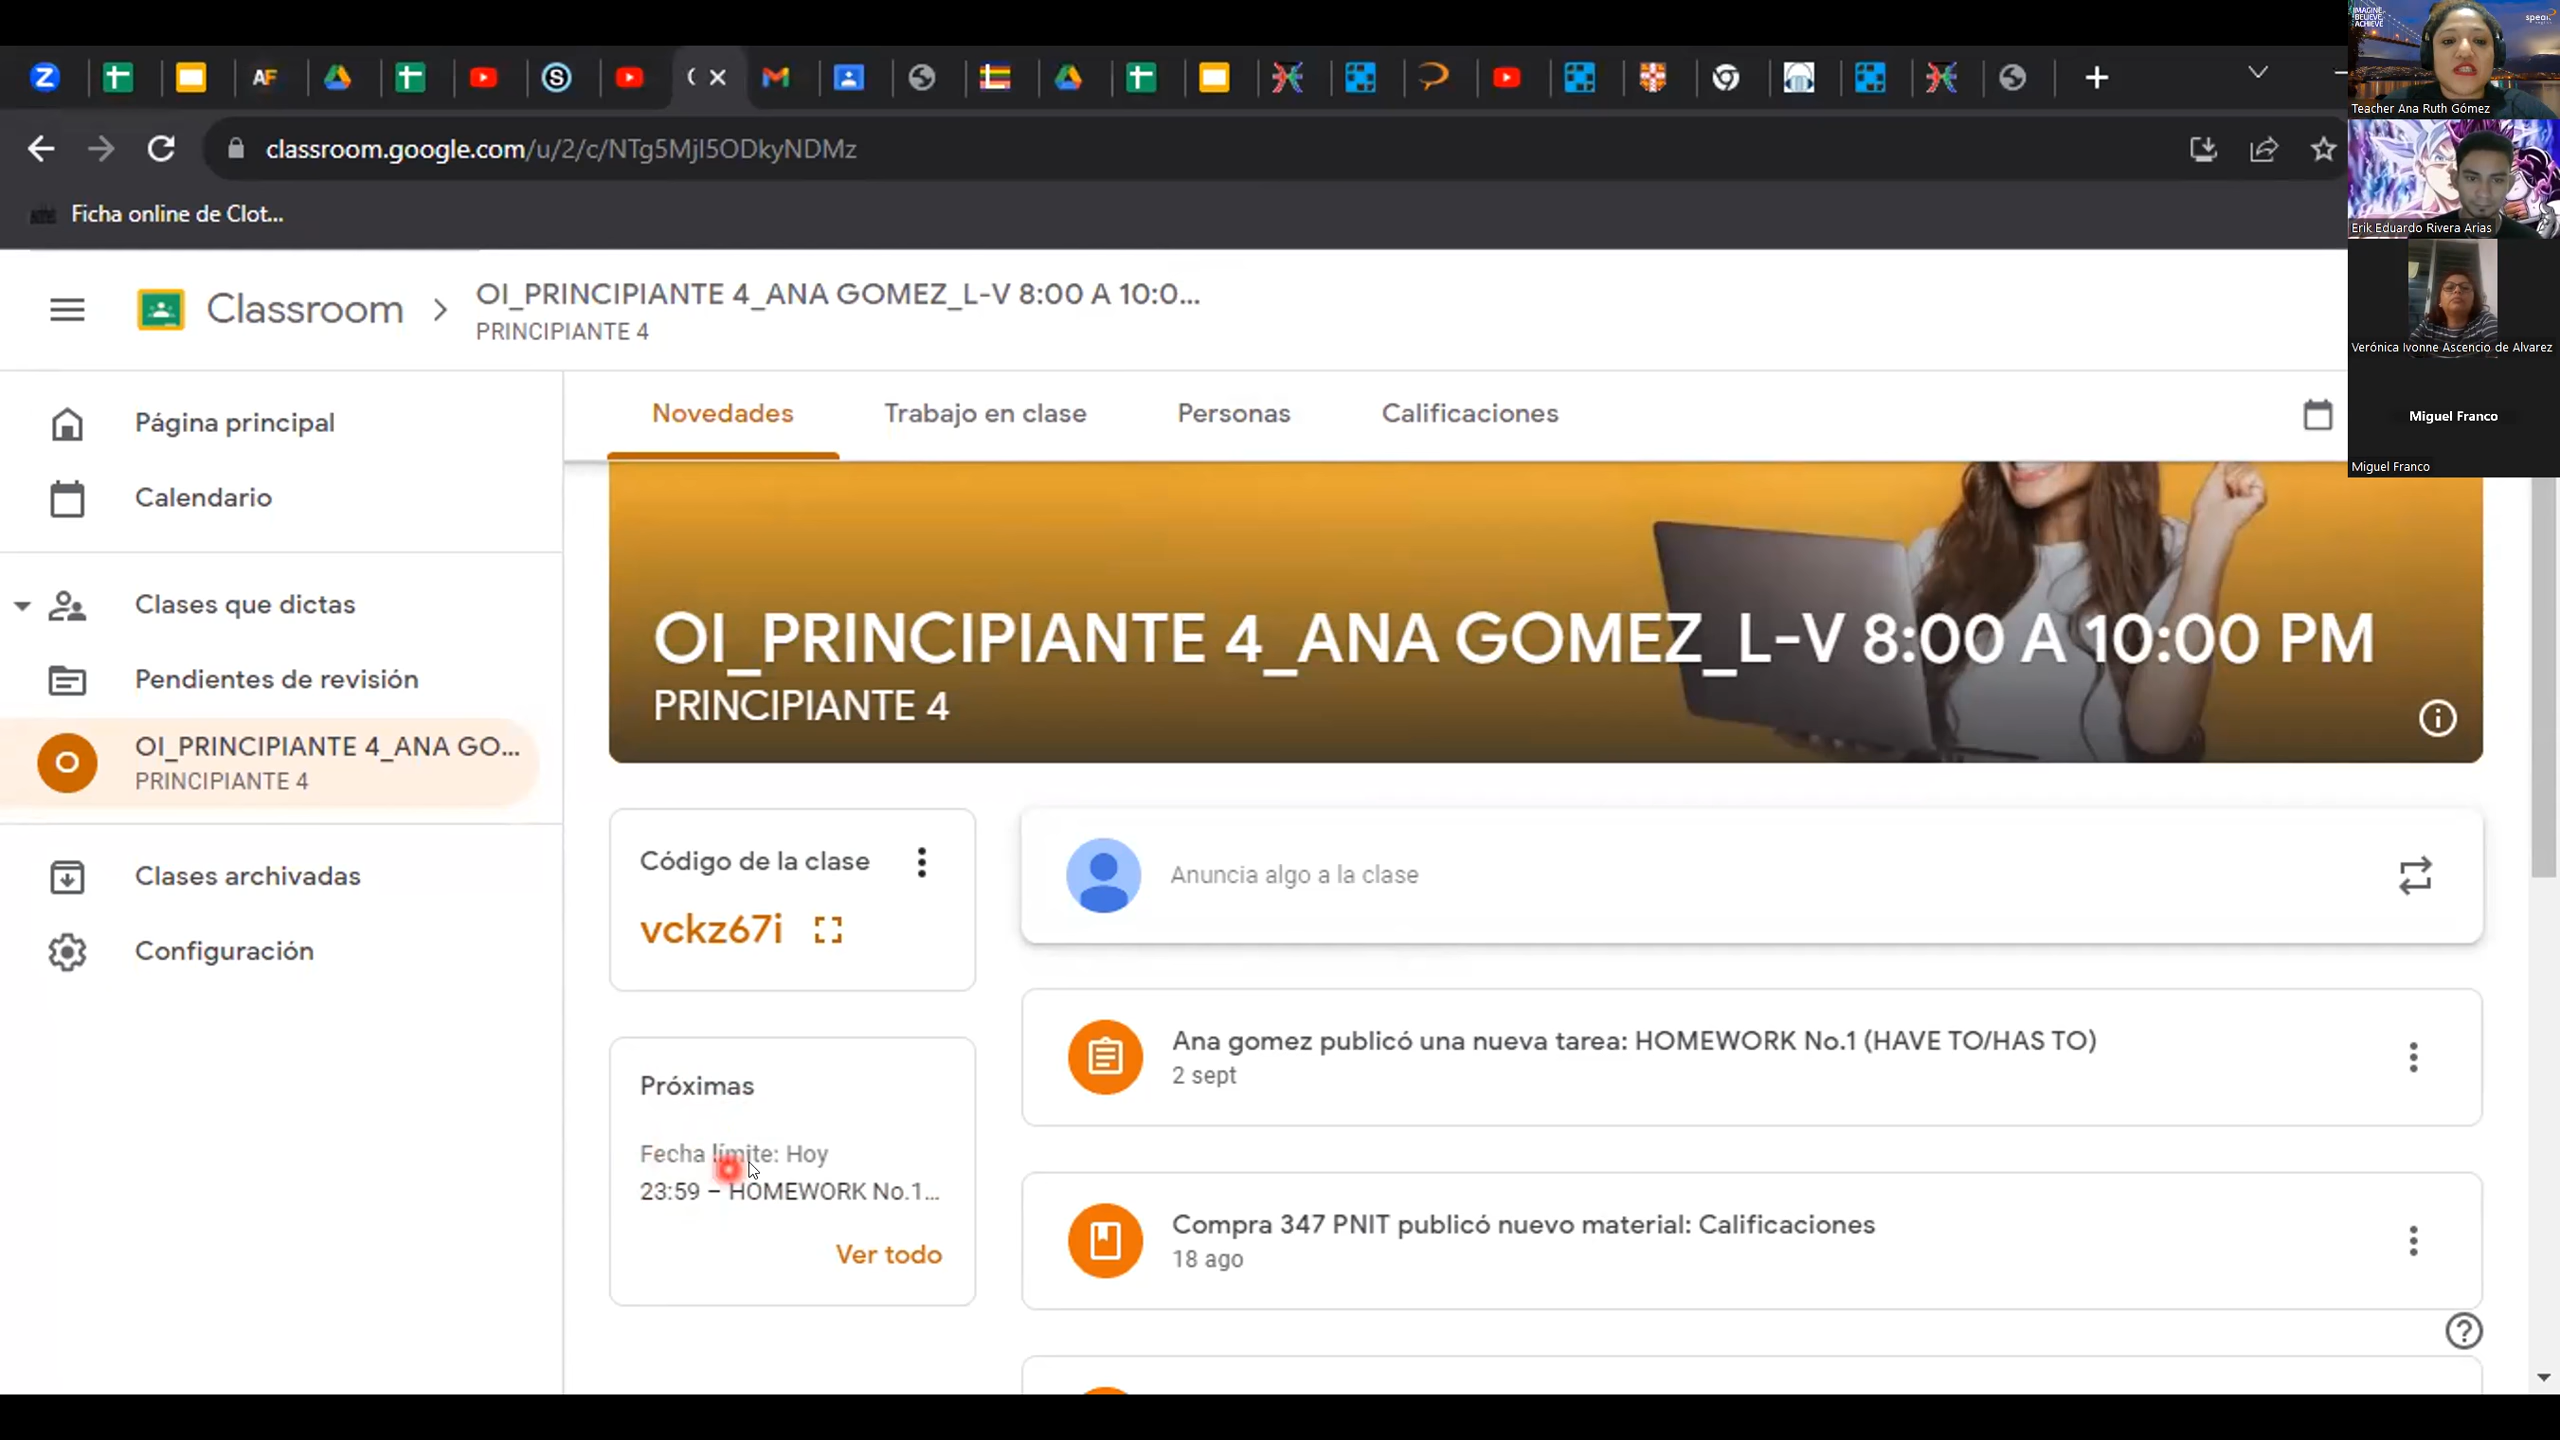 AF
classroom.google.com/u/2/c/NTg5MjI5ODkyNDMz
Ficha online de Clot...
Classroom
OI_PRINCIPIANTE 4_ANA GOMEZ_L-V 8:00 A 10:0...
PRINCIPIANTE 4
Página principal
Calendario
Clases que dictas
Pendientes de revisión
O
OI_PRINCIPIANTE 4_ANA GO...
PRINCIPIANTE 4
Clases archivadas
Configuración
Novedades
Trabajo en clase
Personas
Calificaciones
OI_PRINCIPIANTE 4_ANA GOMEZ_L-V 8:00 A 10:00 PM
PRINCIPIANTE 4
Código de la clase
vckz67i
Próximas
Fecha límite: Hoy
23:59 – HOMEWORK No.1...
Ver todo
Anuncia algo a la clase
Ana gomez publicó una nueva tarea: HOMEWORK No.1 (HAVE TO/HAS TO)
2 sept
Compra 347 PNIT publicó nuevo material: Calificaciones
18 ago
IMAGINE
BELIEVE
ACHIEVE
Teacher Ana Ruth Gómez
Erik Eduardo Rivera Arias
Verónica Ivonne Ascencio de Alvarez
Miguel Franco
Miguel Franco